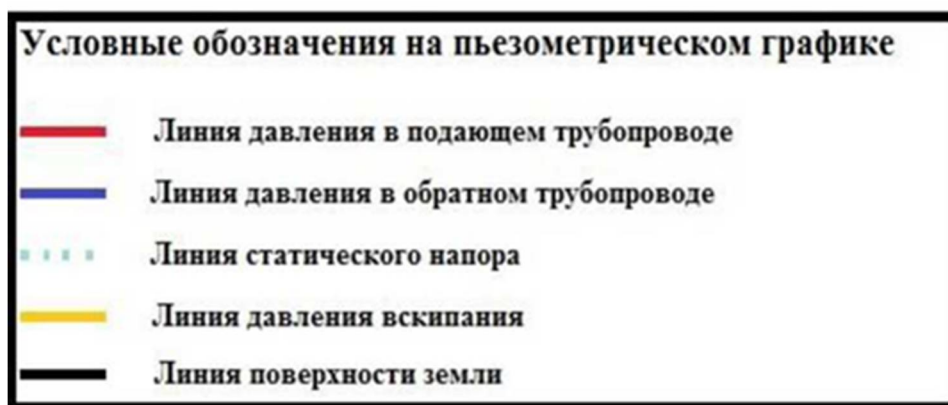 Условные обозначения на пьезометрическом графике
Линия давления в подающем трубопроводе
Линия давления в обратном трубопроводе
Линия статического напора
Линия давления вскипания
Линия поверхности земли